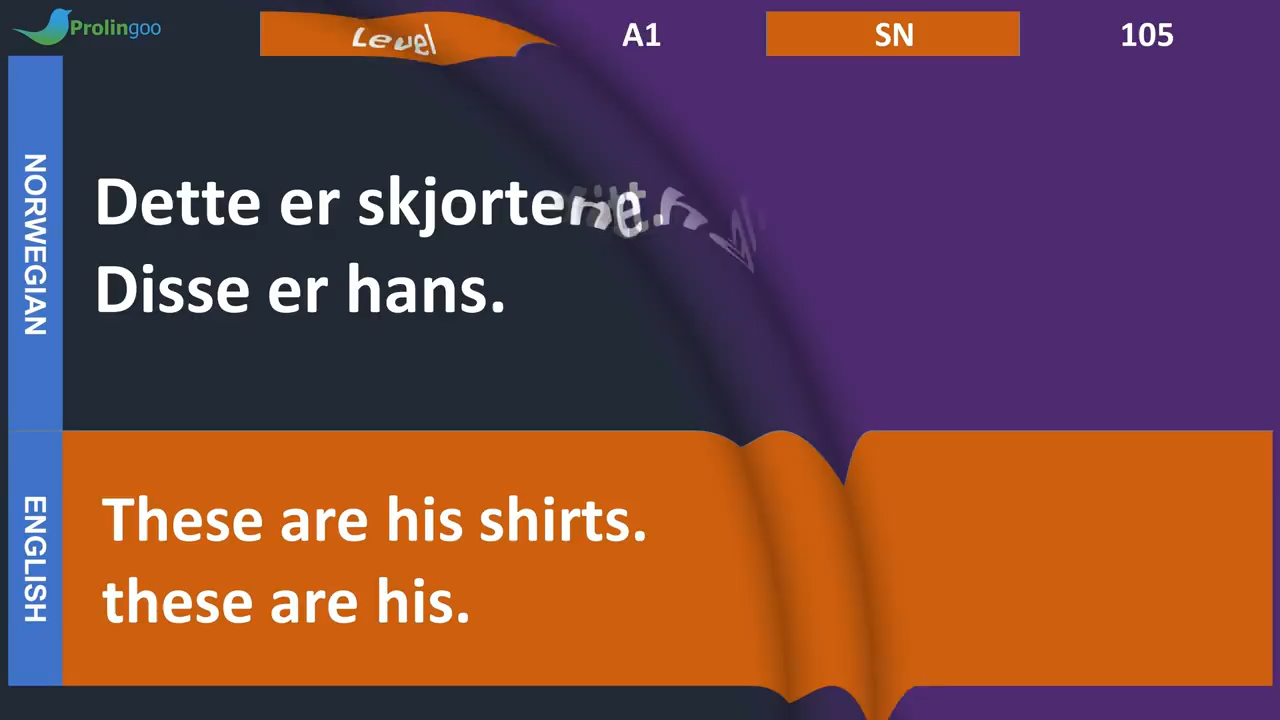 Prolingoo
Level
A1
SN
105
NORWEGIAN
Dette er skjortene.
Disse er hans.
ENGLISH
These are his shirts.
these are his.